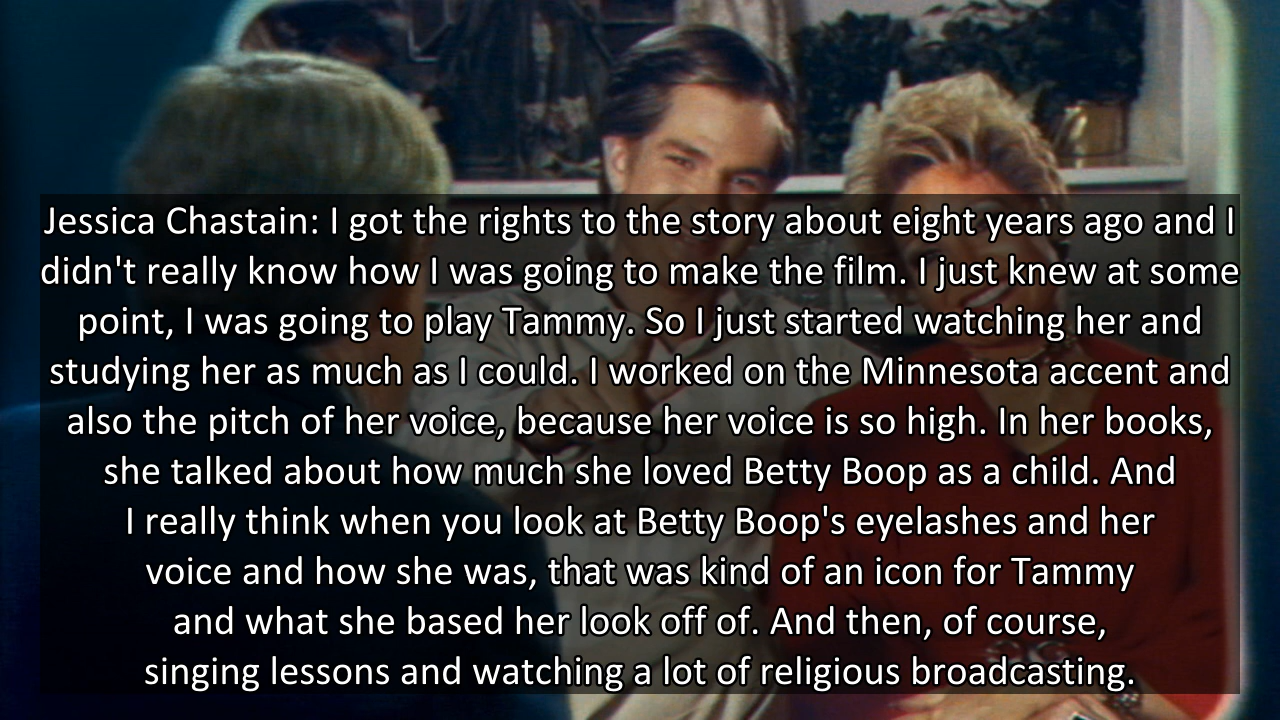 Jessica Chastain: I got the rights to the story about eight years ago and I
didn't really know how I was going to make the film. I just knew at some
point, I was going to play Tammy. So I just started watching her and
studying her as much as I could. I worked on the Minnesota accent and
also the pitch of her voice, because her voice is so high. In her books,
she talked about how much she loved Betty Boop as a child. And
I really think when you look at Betty Boop's eyelashes and her
voice and how she was, that was kind of an icon for Tammy
and what she based her look off of. And then, of course,
singing lessons and watching a lot of religious broadcasting.